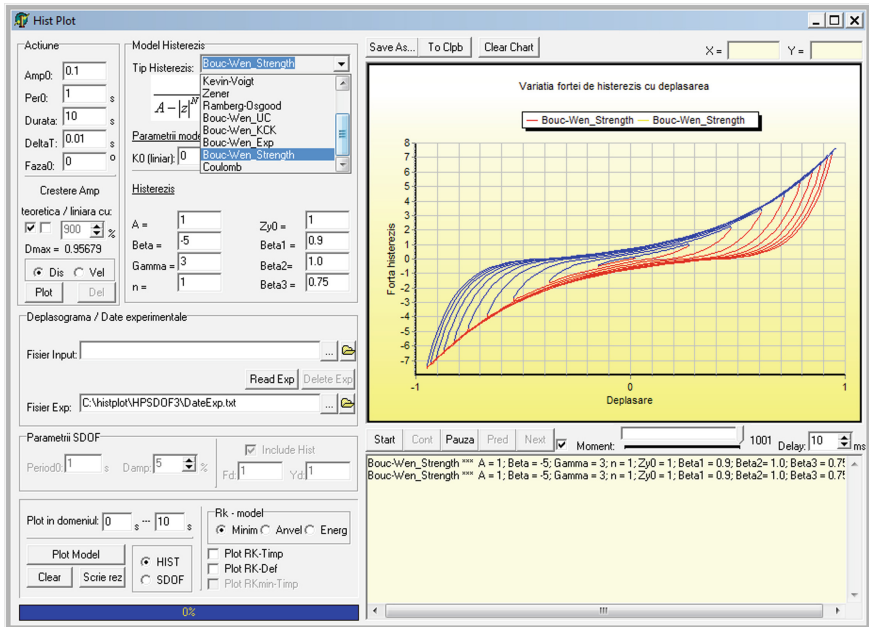 Hist Plot
Actiune
Amp0: 0.1
Per0: 1 s
Durata: 10 s
DeltaT: 0.01 s
Faza0: 0 o
Crestere Amp
teoretica / liniara cu:
900 %
Dmax = 0.95679
Dis Vel
Plot Del
Model Histerezis
Tip Histerezis: Bouc-Wen_Strength
Kevin-Voigt
Zener
Ramberg-Osgood
Bouc-Wen_UC
Bouc-Wen_KCK
Bouc-Wen_Exp
Bouc-Wen_Strength
Coulomb
A - |z|^N
Parametrii mode
K0 (liniar): 0
Histerezis
A = 1 Zy0 = 1
Beta = -5 Beta1 = 0.9
Gamma = 3 Beta2= 1.0
n = 1 Beta3 = 0.75
Deplasograma / Date experimentale
Fisier Input: ...
Read Exp Delete Exp
Fisier Exp: C:\histplot\HPSDOF3\DateExp.txt ...
Parametrii SDOF
Period0: 1 s Damp: 5 %
Include Hist
Fd: 1 Yd: 1
Plot in domeniul: 0 s ... 10 s
Plot Model
Clear Scrie rez
HIST
SDOF
Rk - model
Minim Anvel Energ
Plot RK-Timp
Plot RK-Def
Plot RKmin-Timp
0%
Save As... To Clpb Clear Chart X = Y =
Variatia fortei de histerezis cu deplasarea
Bouc-Wen_Strength Bouc-Wen_Strength
Forta histerezis
8
7
6
5
4
3
2
1
0
-1
-2
-3
-4
-5
-6
-7
-1 0 1
Deplasare
Start Cont Pauza Pred Next Moment: 1001 Delay: 10 ms
Bouc-Wen_Strength *** A = 1; Beta = -5; Gamma = 3; n = 1; Zy0 = 1; Beta1 = 0.9; Beta2= 1.0; Beta3 = 0.75
Bouc-Wen_Strength *** A = 1; Beta = -5; Gamma = 3; n = 1; Zy0 = 1; Beta1 = 0.9; Beta2= 1.0; Beta3 = 0.75